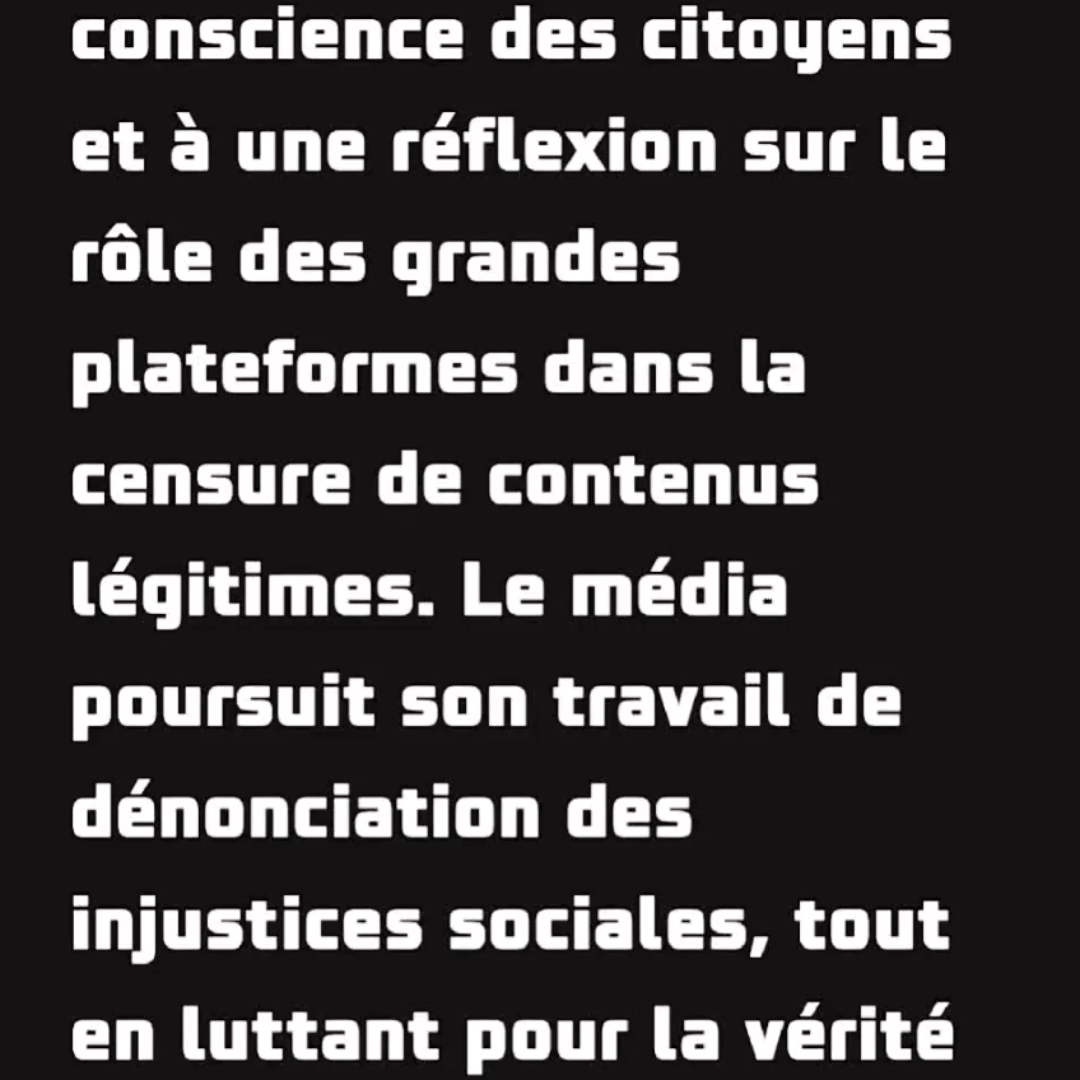 conscience des citoyens
et à une réflexion sur le
rôle des grandes
plateformes dans la
censure de contenus
légitimes. Le média
poursuit son travail de
dénonciation des
injustices sociales, tout
en luttant pour la vérité